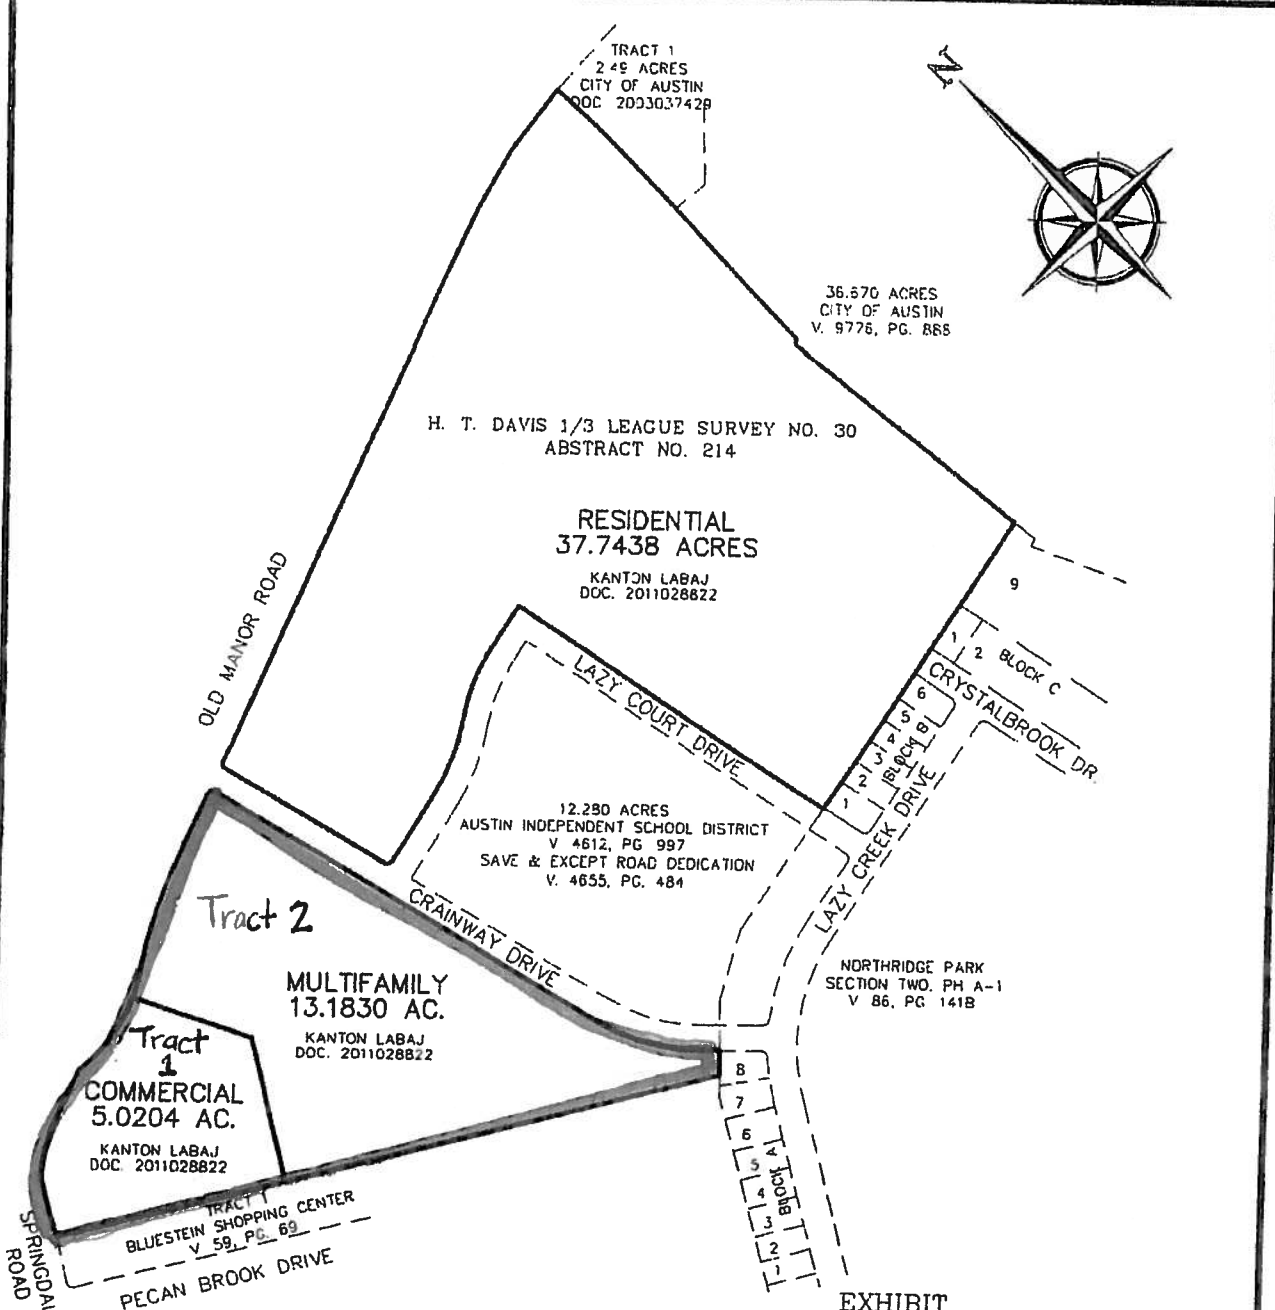 TRACT 1
2.49 ACRES
CITY OF AUSTIN
DOC 2003037429
N
36.670 ACRES
CITY OF AUSTIN
V. 9776, PG. 888
H. T. DAVIS 1/3 LEAGUE SURVEY NO. 30
ABSTRACT NO. 214
RESIDENTIAL
37.7438 ACRES
KANTON LABAJ
DOC. 2011028822
OLD MANOR ROAD
9
1
2
BLOCK C
CRYSTALBROOK DR.
6
5
4
3
2
1
BLOCK B
LAZY COURT DRIVE
LAZY CREEK DRIVE
12.280 ACRES
AUSTIN INDEPENDENT SCHOOL DISTRICT
V 4612, PG 997
SAVE & EXCEPT ROAD DEDICATION
V. 4655, PG. 484
CRAINWAY DRIVE
Tract 2
MULTIFAMILY
13.1830 AC.
KANTON LABAJ
DOC. 2011028822
NORTHRIDGE PARK
SECTION TWO, PH A-1
V 86, PG 141B
Tract
1
COMMERCIAL
5.0204 AC.
KANTON LABAJ
DOC. 2011028822
8
7
6
5
4
3
2
1
BLOCK A
TRACT 1
BLUESTEIN SHOPPING CENTER
V 59, PG. 69
PECAN BROOK DRIVE
SPRINGDAL
ROAD
EXHIBIT